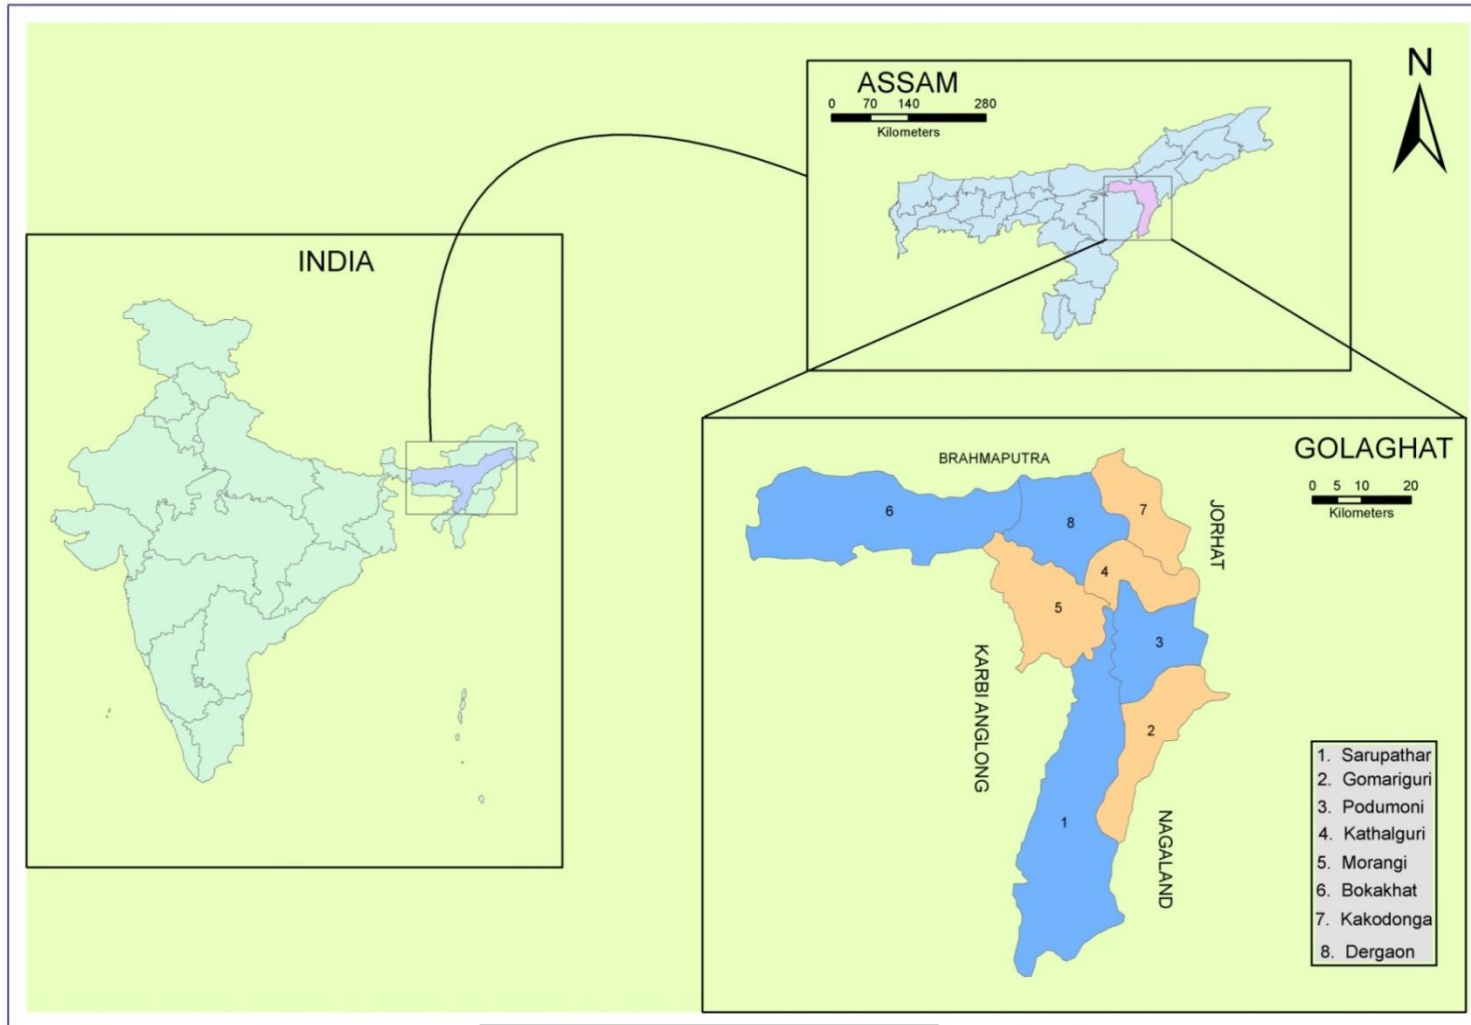 N
ASSAM
0 70 140 280
Kilometers
INDIA
GOLAGHAT
0 5 10 20
Kilometers
BRAHMAPUTRA
JORHAT
KARBI ANGLONG
NAGALAND
6
8
7
4
5
3
2
1
1. Sarupathar
2. Gomariguri
3. Podumoni
4. Kathalguri
5. Morangi
6. Bokakhat
7. Kakodonga
8. Dergaon